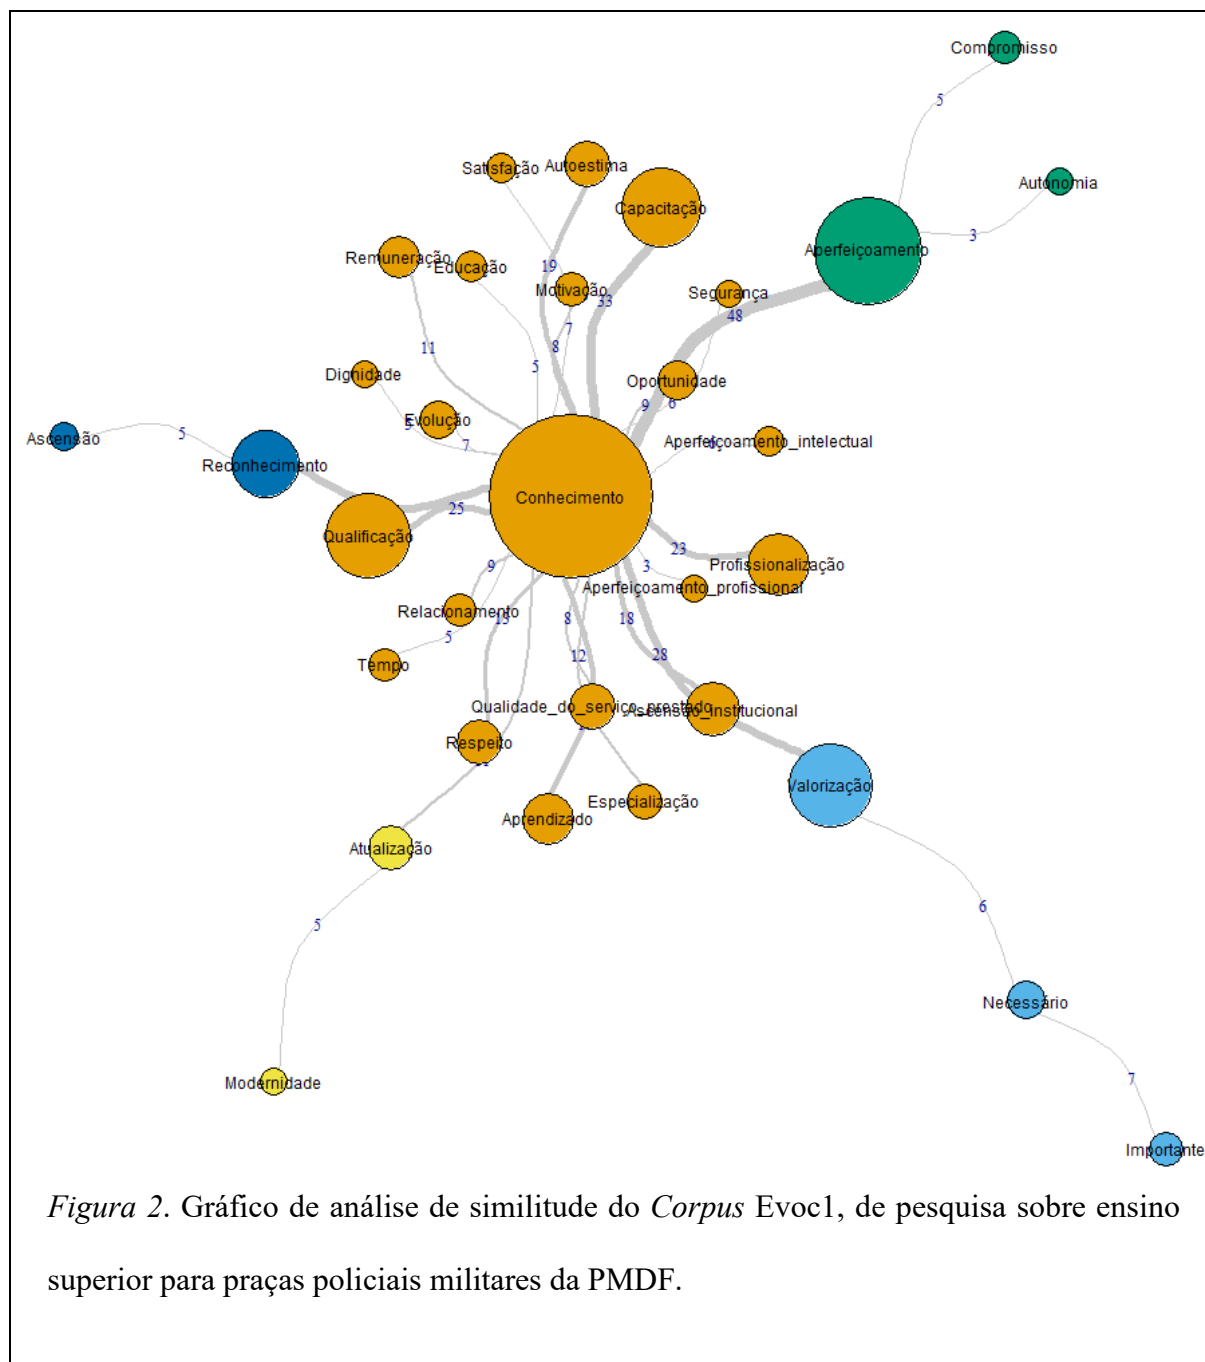 Compromisso
5
Satisfação
Autoestima
Autonomia
Capacitação
3
Aperfeiçoamento
Remuneração
Educação
19
Motivação
33
Segurança
48
7
11
8
5
Dignidade
Oportunidade
9
6
Evolução
5
7
Ascensão
5
Aperfeiçoamento_intelectual
6
Reconhecimento
Conhecimento
25
Qualificação
23
Profissionalização
9
3
Aperfeiçoamento_profissional
Relacionamento
13
8
18
5
12
28
Tempo
Qualidade_do_serviço_prestado
Ascensão_institucional
Respeito
Valorização
Especialização
Aprendizado
Atualização
6
5
Necessário
Modernidade
7
Importante
Figura 2. Gráfico de análise de similitude do Corpus Evoc1, de pesquisa sobre ensino
superior para praças policiais militares da PMDF.